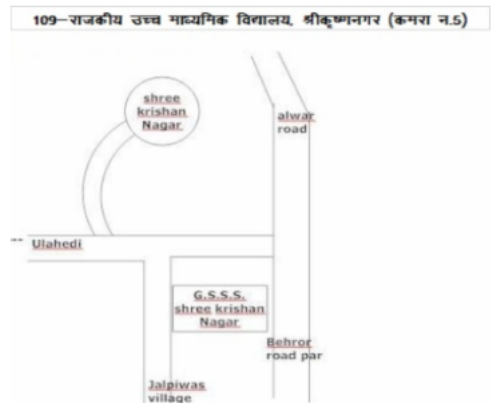 109–राजकीय उच्च माध्यमिक विद्यालय, श्रीकृष्णनगर (कमरा न.5)
shree
krishan
Nagar
alwar
road
Ulahedi
G.S.S.S.
shree krishan
Nagar
Behror
road par
Jalpiwas
village